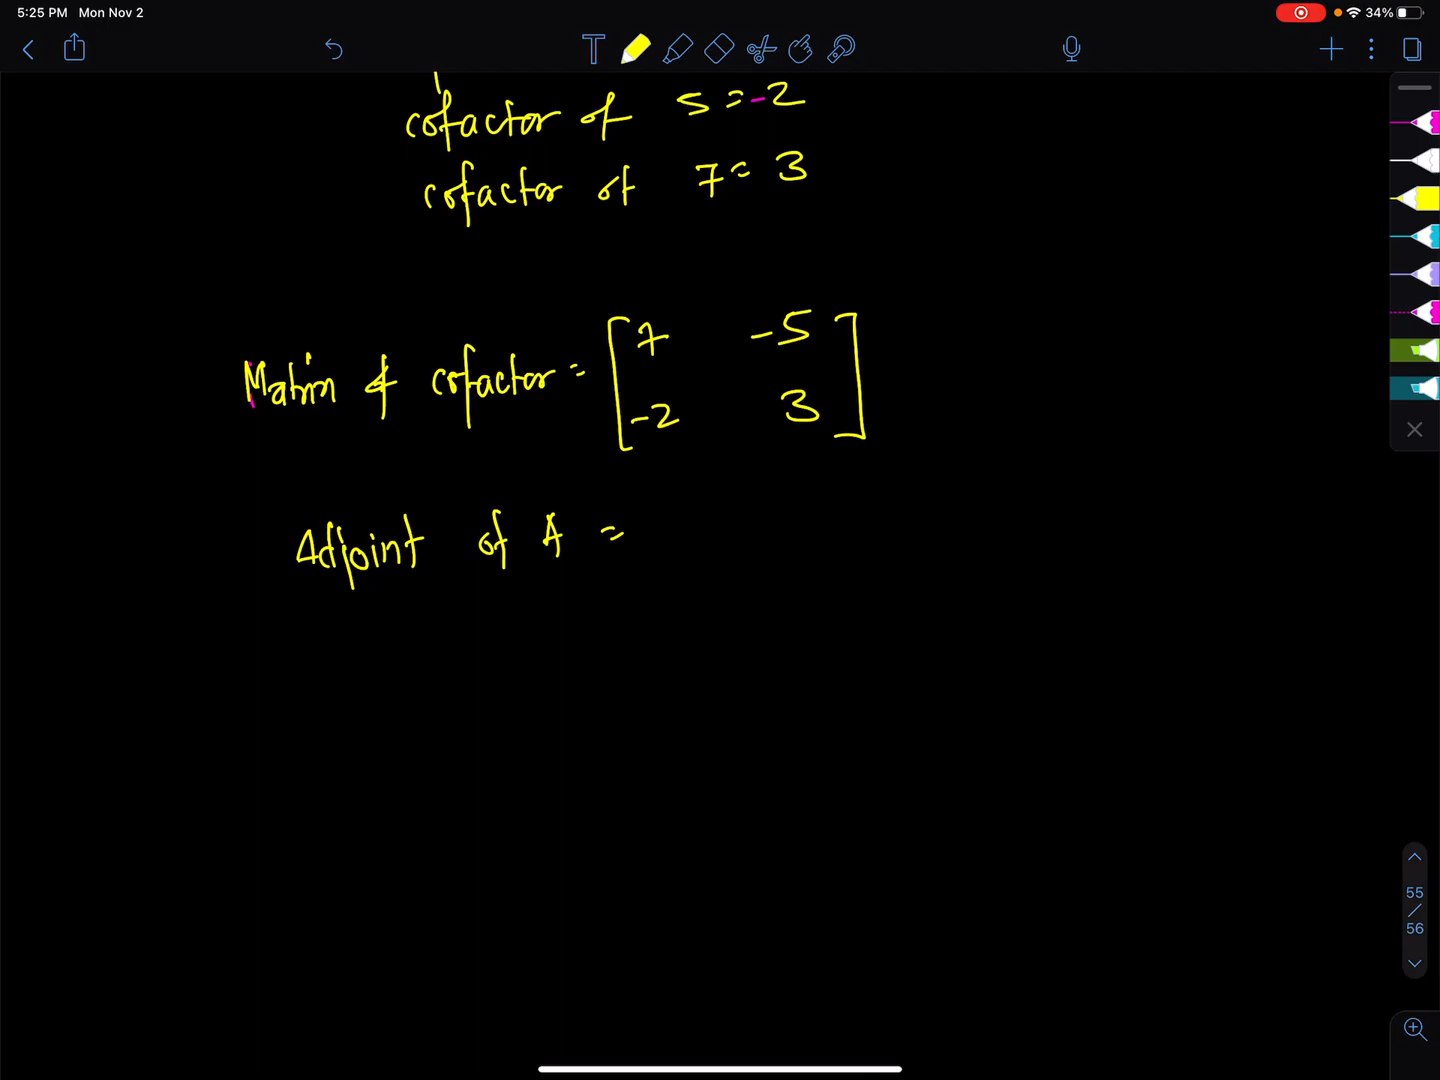 5:25 PM Mon Nov 2 34%
cofactor of 5 = -2
cofactor of 7 = 3
Matrix of cofactor = [ 7 -5
-2 3 ]
Adjoint of A =
55
/
56